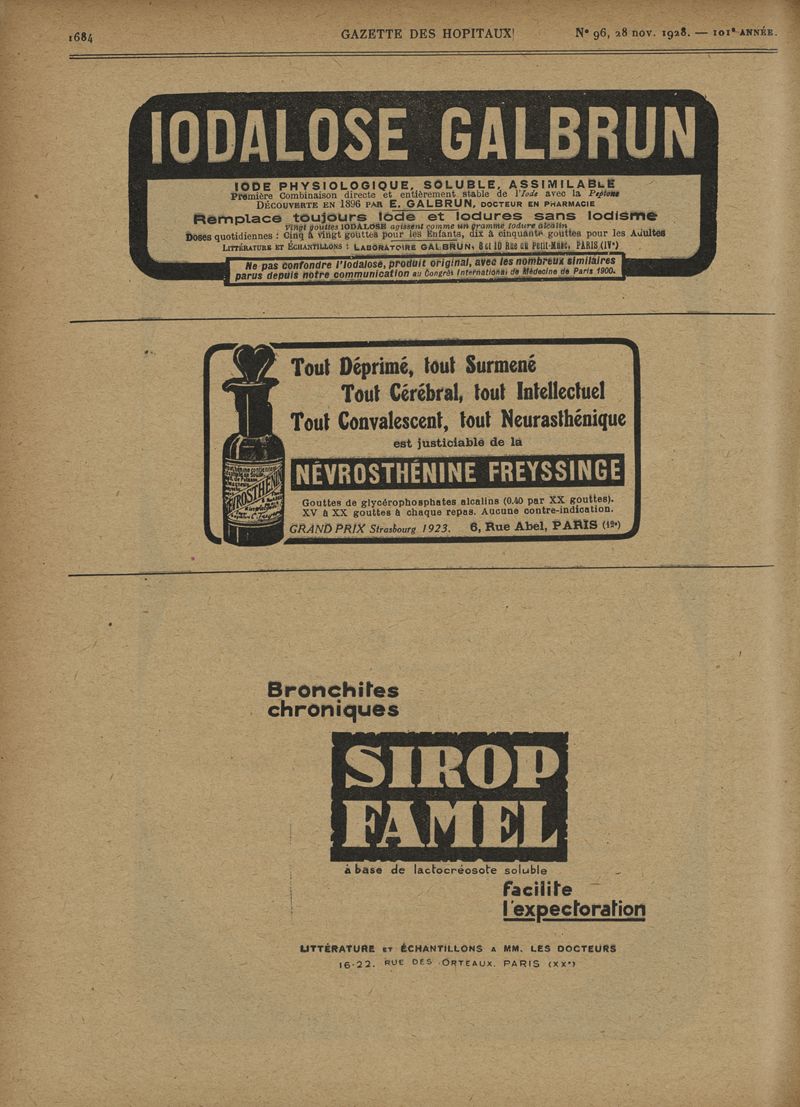 1684
GAZETTE DES HOPITAUX
N° 96, 28 nov. 1928. — 101e ANNÉE.
IODALOSE GALBRUN
IODE PHYSIOLOGIQUE, SOLUBLE, ASSIMILABLE
Première Combinaison directe et entièrement stable de l'Iode avec la Peptone
DÉCOUVERTE EN 1896 PAR E. GALBRUN, DOCTEUR EN PHARMACIE
Remplace toujours Iode et Iodures sans Iodisme
Vingt gouttes IODALOSE agissent comme un gramme Iodure alcalin
Doses quotidiennes : Cinq à Vingt gouttes pour les Enfants, dix à cinquante gouttes pour les Adultes
LITTÉRATURE ET ÉCHANTILLONS : LABORATOIRE GALBRUN, 8 et 10 Rue du Petit-Musc, PARIS (IVe)
Ne pas confondre l'Iodalose, produit original, avec les nombreux similaires
parus depuis notre communication au Congrès International de Médecine de Paris 1900.
Tout Déprimé, tout Surmené
Tout Cérébral, tout Intellectuel
Tout Convalescent, tout Neurasthénique
est justiciable de la
NÉVROSTHÉNINE FREYSSINGE
Gouttes de glycérophosphates alcalins (0.40 par XX gouttes).
XV à XX gouttes à chaque repas. Aucune contre-indication.
GRAND PRIX Strasbourg 1923. 6, Rue Abel, PARIS (12e)
Bronchites
chroniques
SIROP
FAMEL
à base de lactocréosote soluble
facilite
l'expectoration
LITTÉRATURE ET ÉCHANTILLONS A MM. LES DOCTEURS
16-22. RUE DES ORTEAUX. PARIS (XXe)